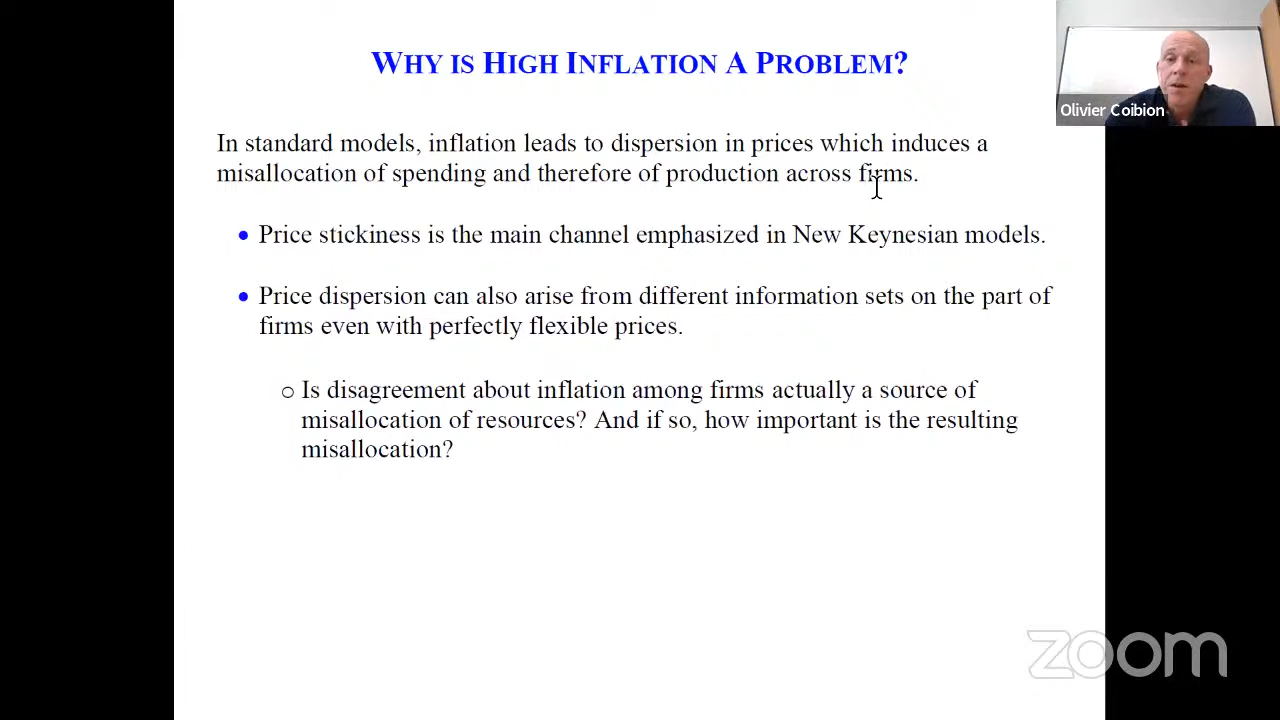 WHY IS HIGH INFLATION A PROBLEM?
Olivier Coibion
In standard models, inflation leads to dispersion in prices which induces a
misallocation of spending and therefore of production across firms.
• Price stickiness is the main channel emphasized in New Keynesian models.
• Price dispersion can also arise from different information sets on the part of
firms even with perfectly flexible prices.
o Is disagreement about inflation among firms actually a source of
misallocation of resources? And if so, how important is the resulting
misallocation?
zoom